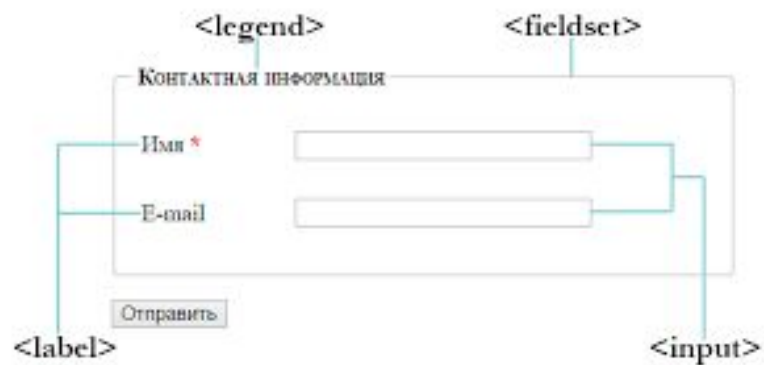 <legend> <fieldset>
Контактная информация
Имя *
E-mail
Отправить
<label> <input>